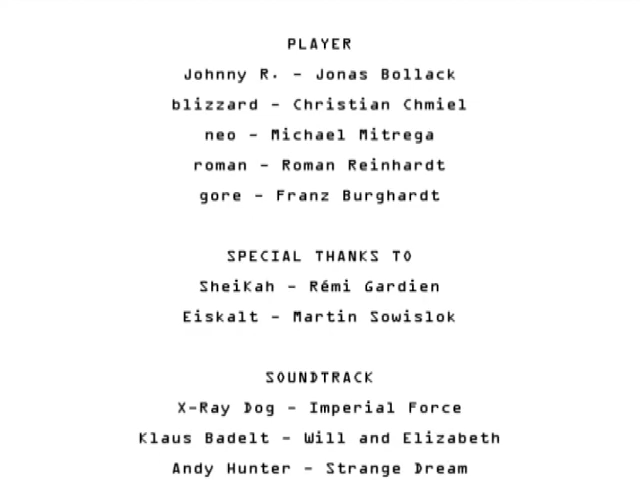 PLAYER
Johnny R. - Jonas Bollack
blizzard - Christian Chmiel
neo - Michael Mitrega
roman - Roman Reinhardt
gore - Franz Burghardt
SPECIAL THANKS TO
SheiKah - Rémi Gardien
Eiskalt - Martin Sowislok
SOUNDTRACK
X-Ray Dog - Imperial Force
Klaus Badelt - Will and Elizabeth
Andy Hunter - Strange Dream